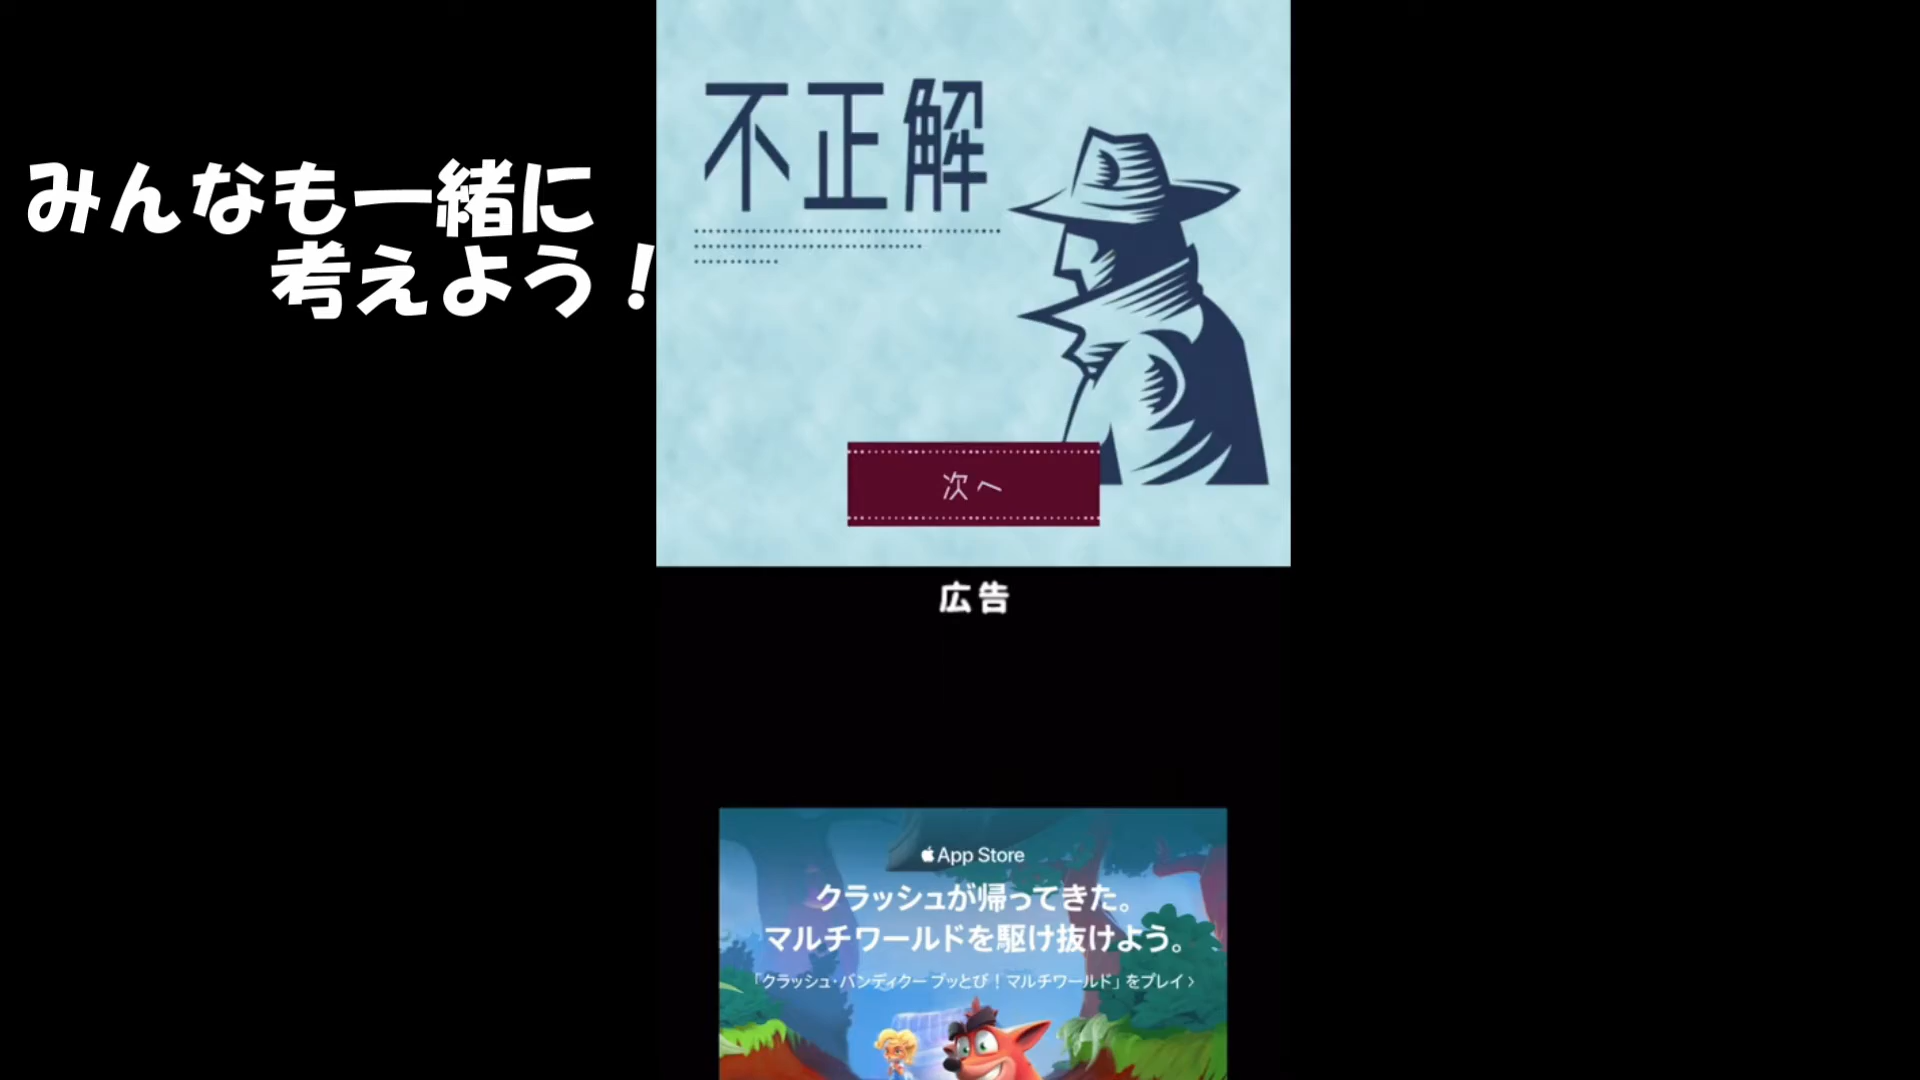 みんなも一緒に
考えよう！
不正解
次へ
広告
App Store
クラッシュが帰ってきた。
マルチワールドを駆け抜けよう。
「クラッシュ・バンディクー ブッとび！マルチワールド」をプレイ＞